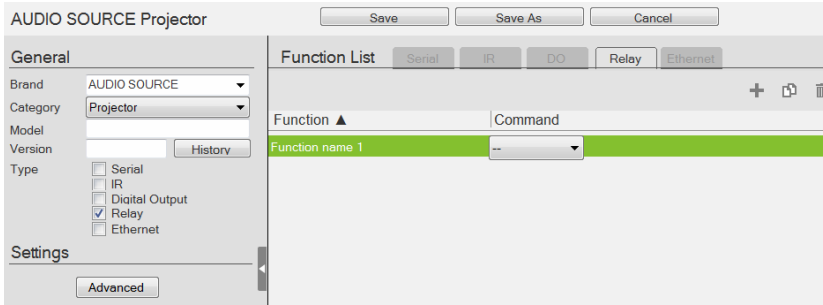 AUDIO SOURCE Projector
Save
Save As
Cancel
General
Brand
AUDIO SOURCE
Category
Projector
Model
Version
History
Type
Serial
IR
Digital Output
Relay
Ethernet
Settings
Advanced
Function List
Serial
IR
DO
Relay
Ethernet
Function ▲
Command
Function name 1
--